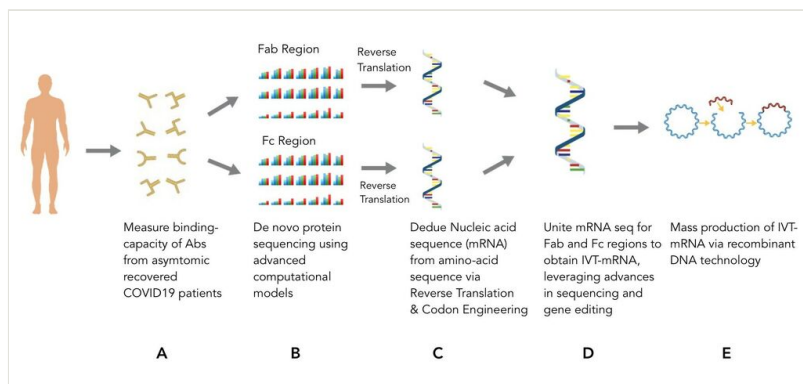 Fab Region
Reverse
Translation
Fc Region
Reverse
Translation
Measure binding-
capacity of Abs
from asymtomic
recovered
COVID19 patients
De novo protein
sequencing using
advanced
computational
models
Dedue Nucleic acid
sequence (mRNA)
from amino-acid
sequence via
Reverse Translation
& Codon Engineering
Unite mRNA seq for
Fab and Fc regions to
obtain IVT-mRNA,
leveraging advances
in sequencing and
gene editing
Mass production of IVT-
mRNA via recombinant
DNA technology
A
B
C
D
E